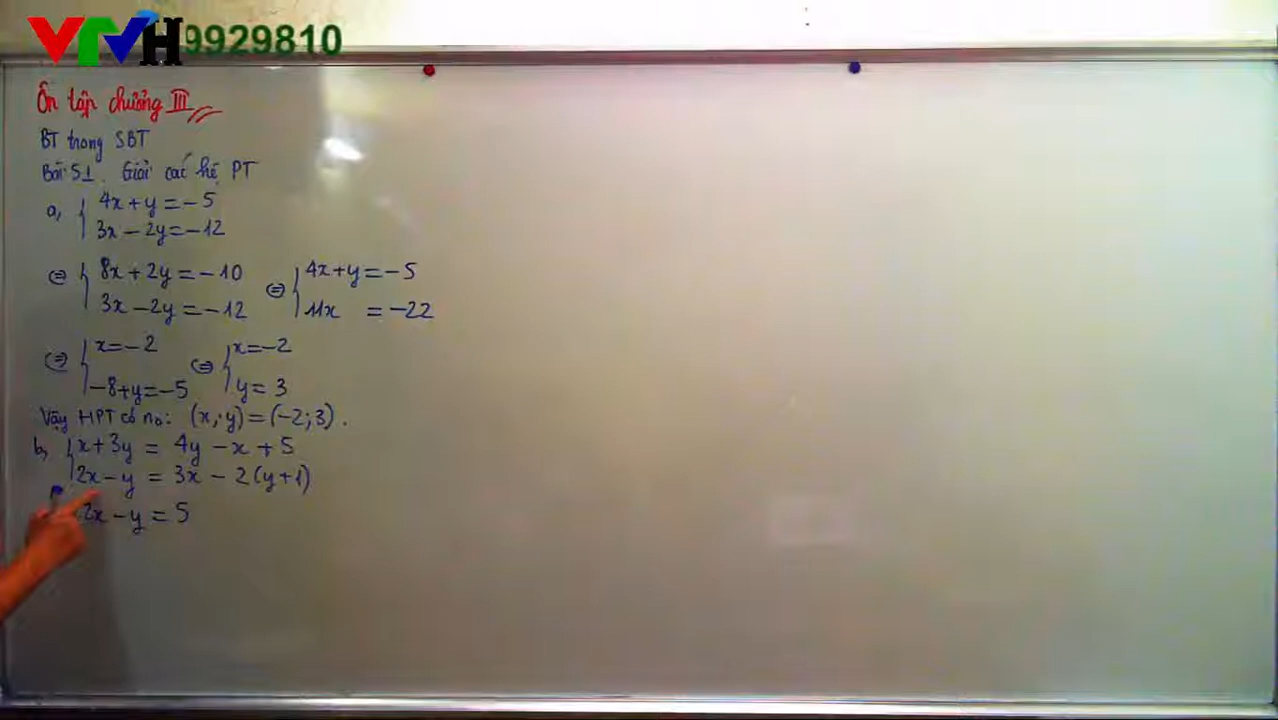 VTVH 9929810
Ôn tập chương III
BT trong SBT
Bài 51. Giải các hệ PT
a, { 4x + y = -5
3x - 2y = -12
⇔ { 8x + 2y = -10 ⇔ { 4x + y = -5
3x - 2y = -12 11x = -22
⇔ { x = -2 ⇔ { x = -2
-8 + y = -5 y = 3
Vậy HPT có no: (x; y) = (-2; 3).
b, { x + 3y = 4y - x + 5
2x - y = 3x - 2(y + 1)
2x - y = 5